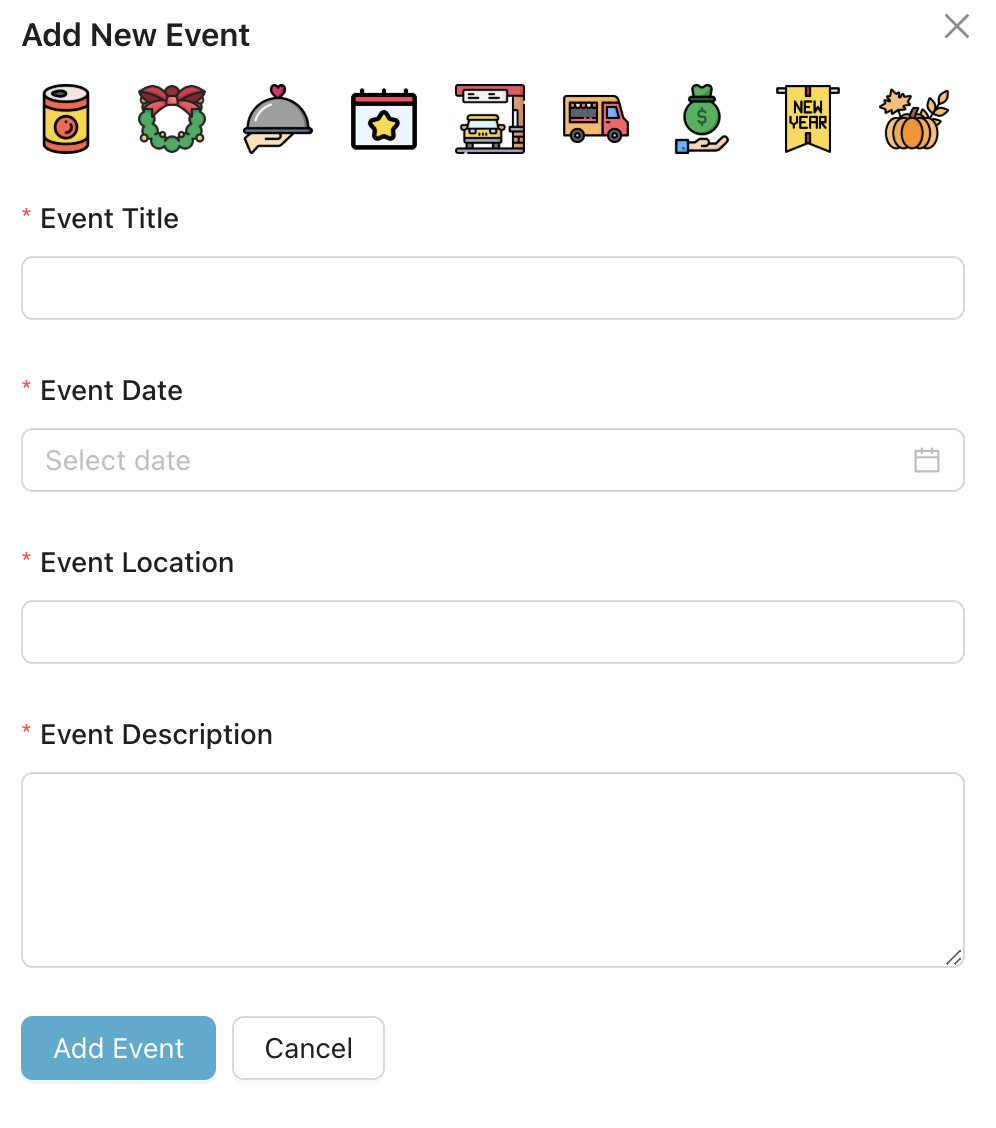 Add New Event
NEW
YEAR
$
* Event Title
* Event Date
Select date
* Event Location
* Event Description
Add Event
Cancel